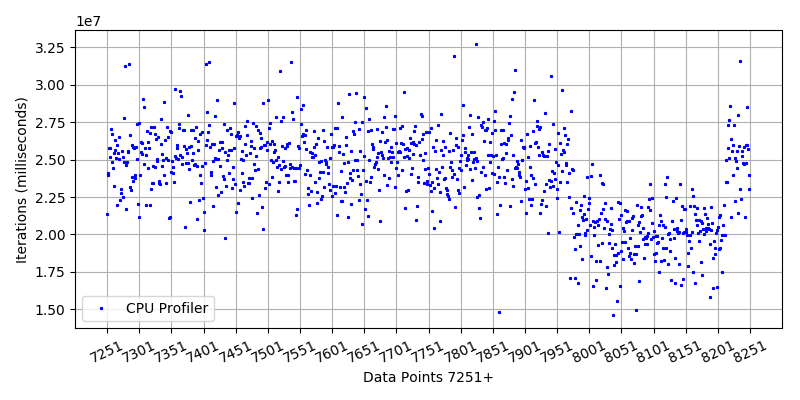 1e7
3.25
3.00
2.75
2.50
2.25
2.00
1.75
1.50
Iterations (milliseconds)
CPU Profiler
7251 7301 7351 7401 7451 7501 7551 7601 7651 7701 7751 7801 7851 7901 7951 8001 8051 8101 8151 8201 8251
Data Points 7251+